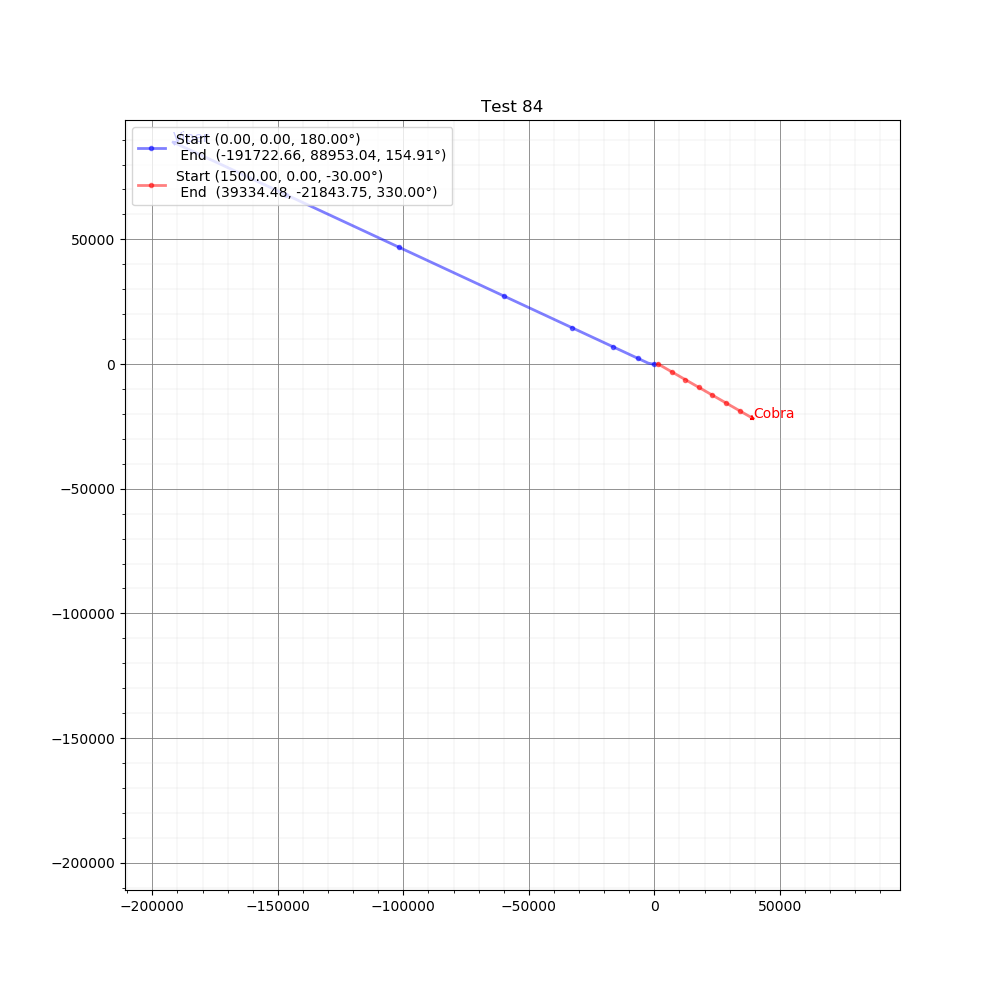 Test 84
Start (0.00, 0.00, 180.00°)
End (-191722.66, 88953.04, 154.91°)
Start (1500.00, 0.00, -30.00°)
End (39334.48, -21843.75, 330.00°)
50000
0
−50000
−100000
−150000
−200000
Cobra
−200000
−150000
−100000
−50000
0
50000